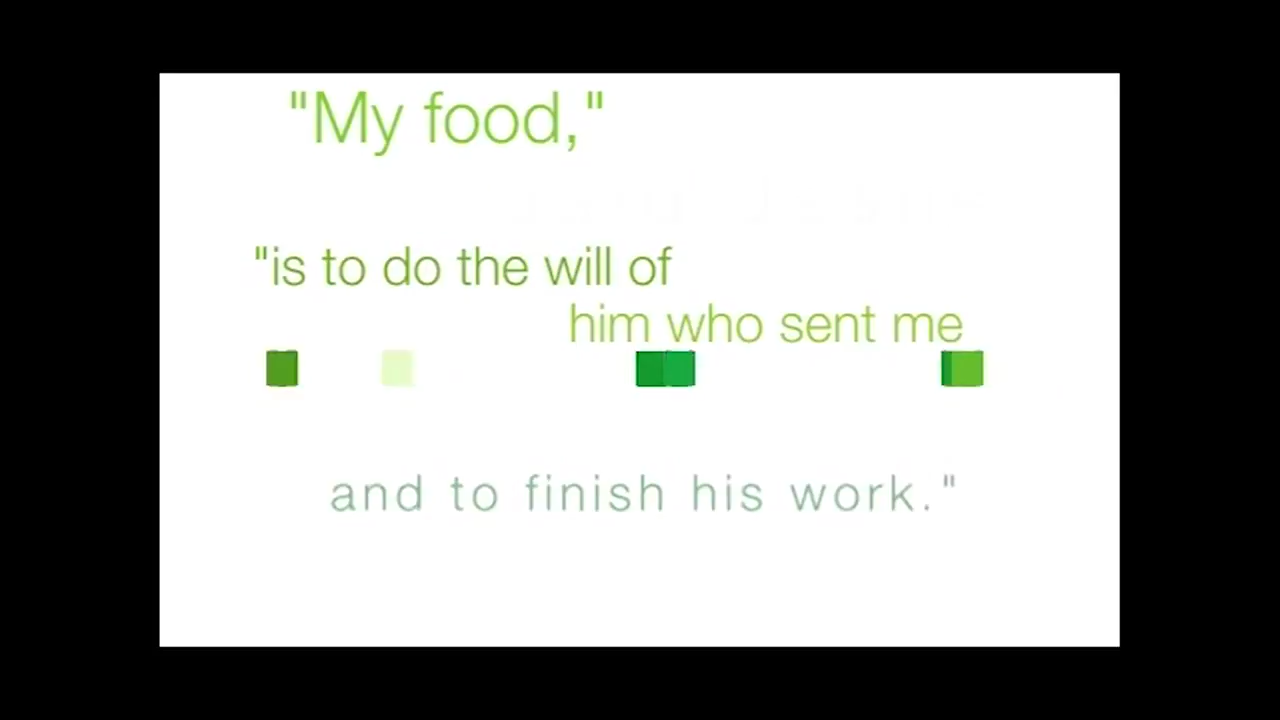 "My food,"
"is to do the will of
him who sent me
and to finish his work."